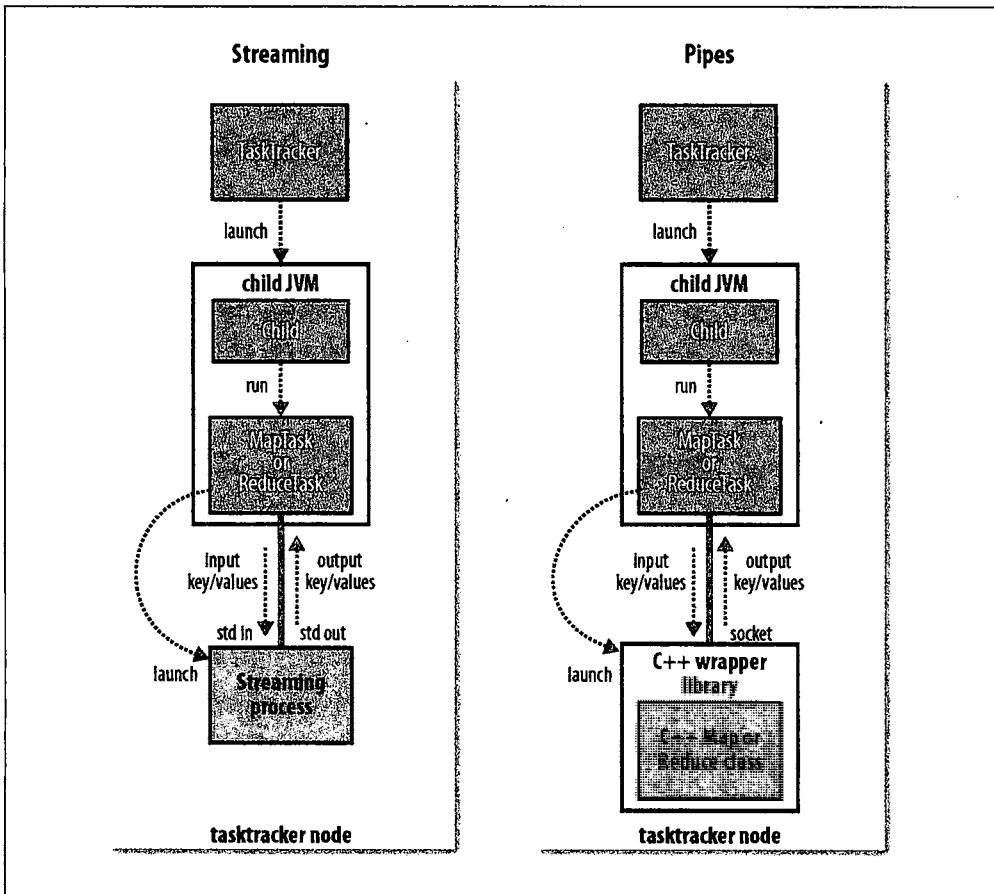 Streaming
TaskTracker
launch
child JVM
Child
run
MapTask
or
ReduceTask
input
key/values
output
key/values
std in
std out
launch
Streaming
process
tasktracker node
Pipes
TaskTracker
launch
child JVM
Child
run
MapTask
or
ReduceTask
input
key/values
output
key/values
socket
launch
C++ wrapper
library
C++ Map or
Reduce class
tasktracker node